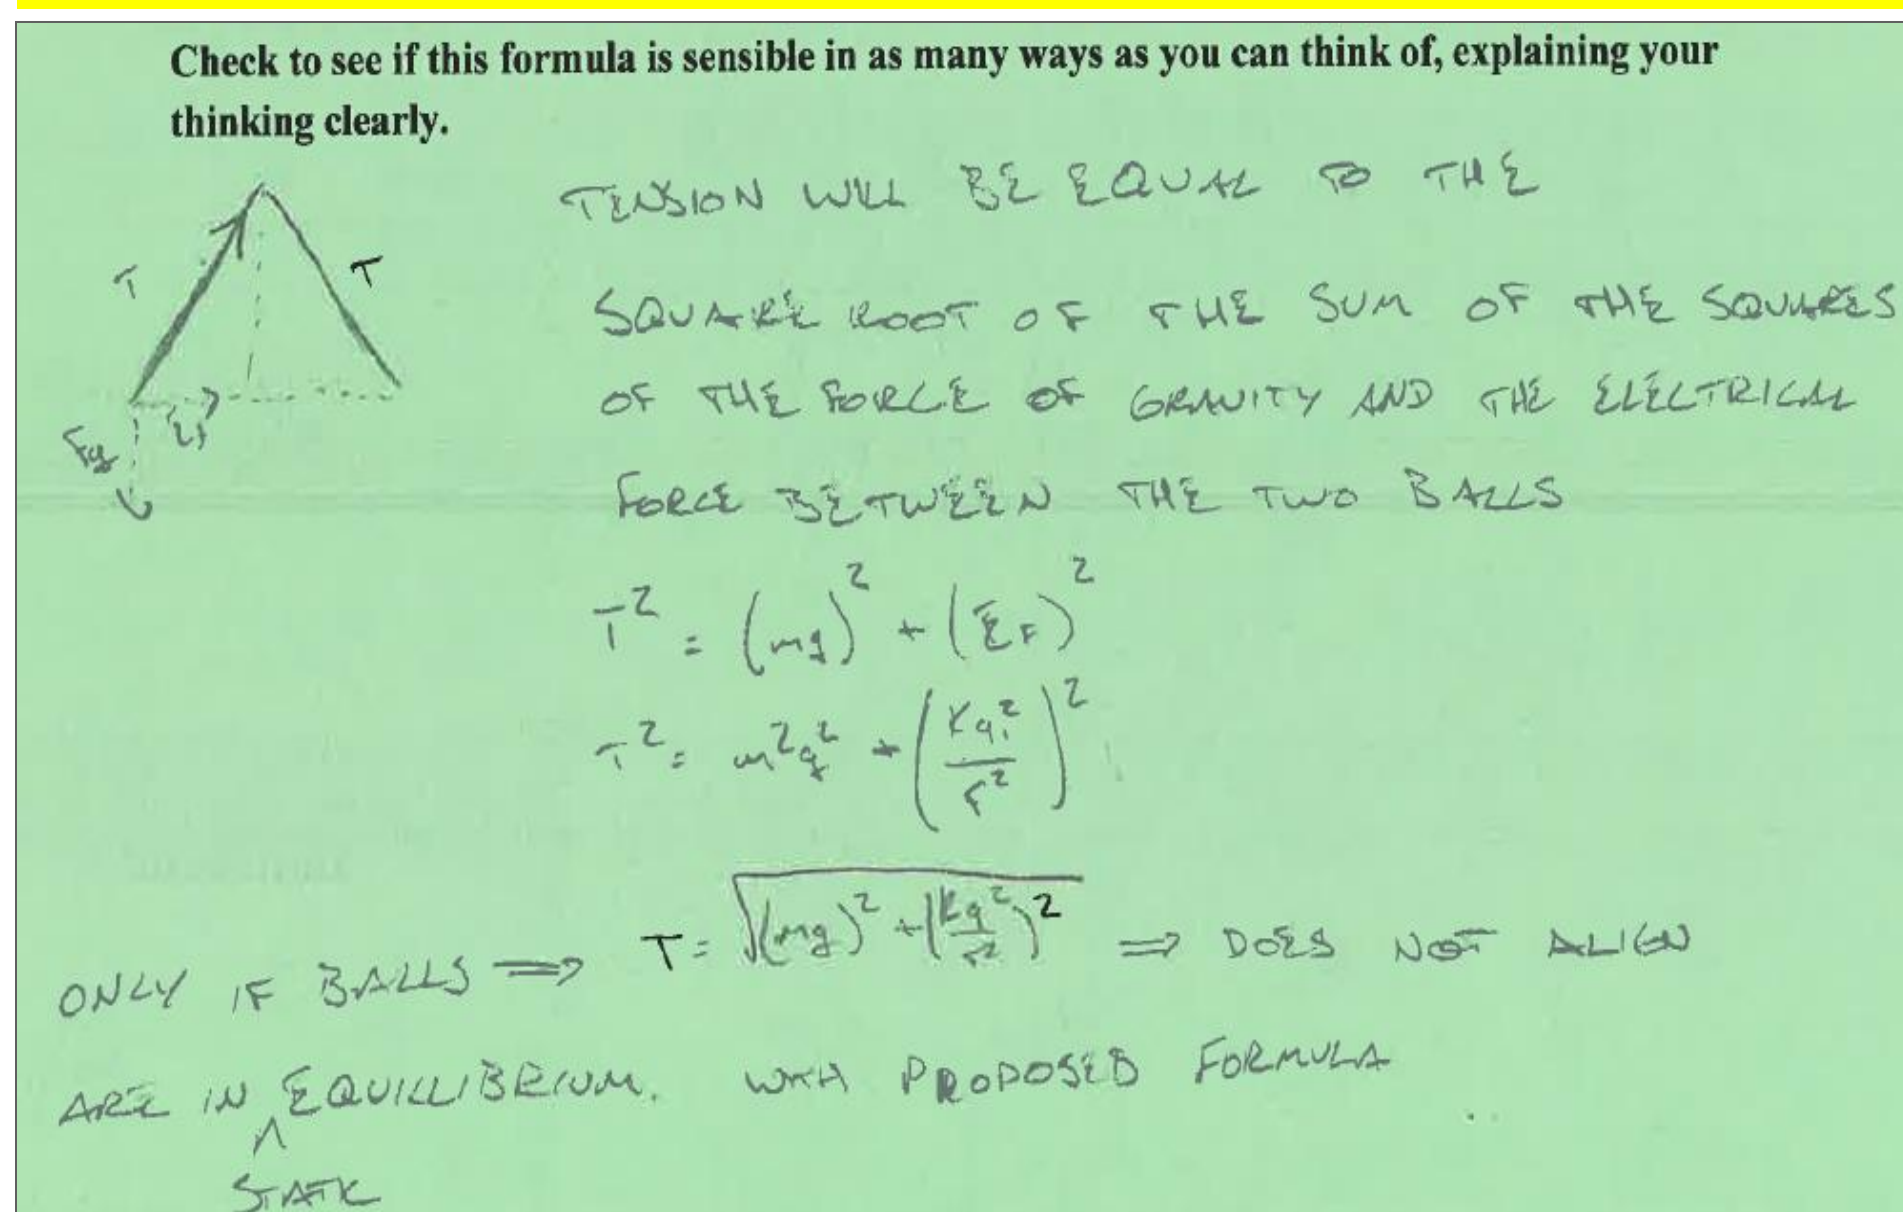 Check to see if this formula is sensible in as many ways as you can think of, explaining your
thinking clearly.
TENSION WILL BE EQUAL TO THE
T
T
SQUARE ROOT OF THE SUM OF THE SQUARES
OF THE FORCE OF GRAVITY AND THE ELECTRICAL
Fg
FORCE BETWEEN THE TWO BALLS
T² = (mg)² + (EF)²
T² = m²g² + (Kq₁²/r²)²
T = √((mg)² + (kq²/r²)²) ⇒ DOES NOT ALIGN
ONLY IF BALLS ⇒
ARE IN ^ EQUILLIBRIUM. WITH PROPOSED FORMULA
STATIC